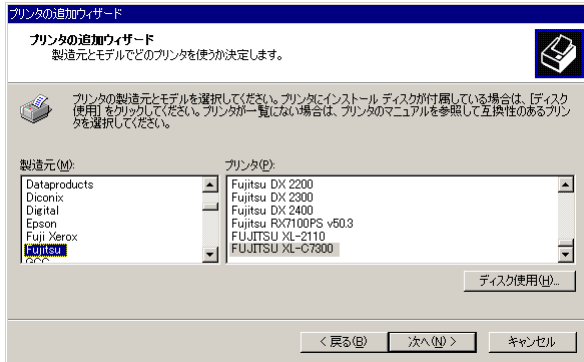 プリンタの追加ウィザード
プリンタの追加ウィザード
製造元とモデルでどのプリンタを使うか決定します。
プリンタの製造元とモデルを選択してください。プリンタにインストール ディスクが付属している場合は、[ディスク
使用] をクリックしてください。プリンタが一覧にない場合は、プリンタのマニュアルを参照して互換性のあるプリン
タを選択してください。
製造元(M):
Dataproducts
Diconix
Digital
Epson
Fuji Xerox
Fujitsu
GCC
プリンタ(P):
Fujitsu DX 2200
Fujitsu DX 2300
Fujitsu DX 2400
Fujitsu RX7100PS v50.3
FUJITSU XL-2110
FUJITSU XL-C7300
ディスク使用(H)...
< 戻る(B)
次へ(N) >
キャンセル